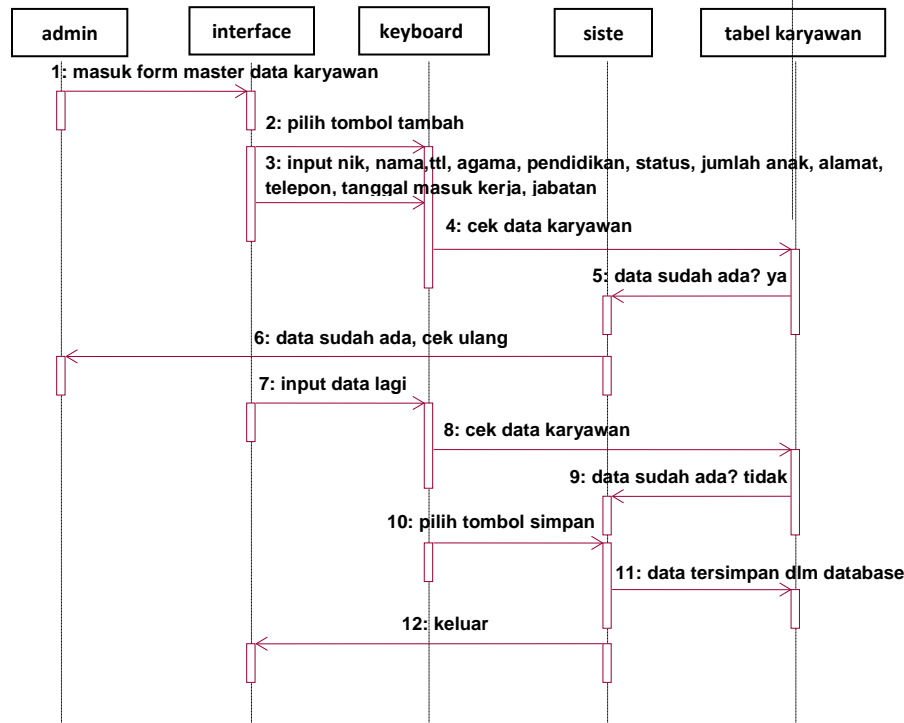 admin
interface
keyboard
siste
tabel karyawan
1: masuk form master data karyawan
2: pilih tombol tambah
3: input nik, nama,ttl, agama, pendidikan, status, jumlah anak, alamat,
telepon, tanggal masuk kerja, jabatan
4: cek data karyawan
5: data sudah ada? ya
6: data sudah ada, cek ulang
7: input data lagi
8: cek data karyawan
9: data sudah ada? tidak
10: pilih tombol simpan
11: data tersimpan dlm database
12: keluar